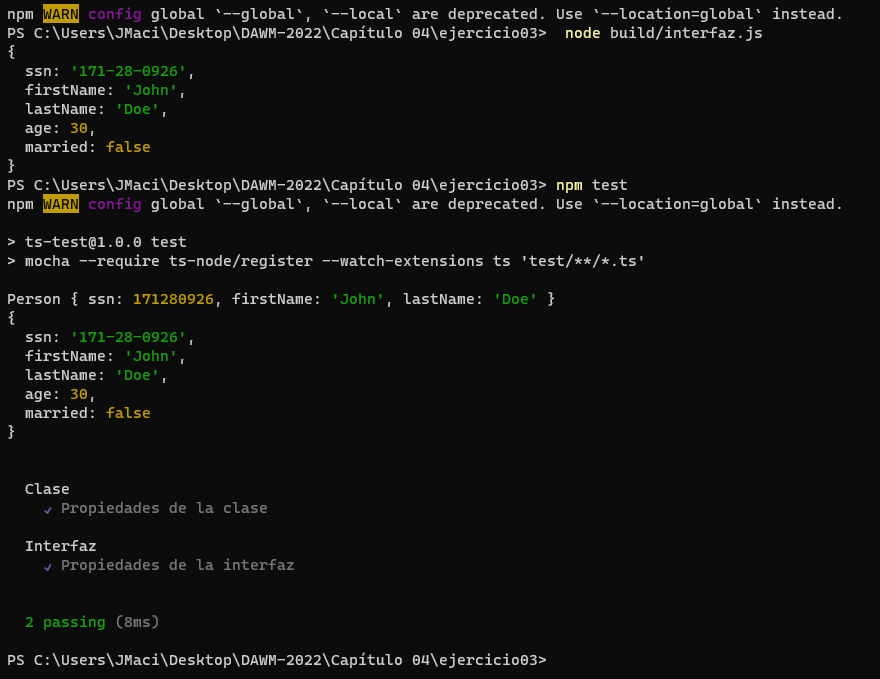 npm WARN config global `--global`, `--local` are deprecated. Use `--location=global` instead.
PS C:\Users\JMaci\Desktop\DAWM-2022\Capítulo 04\ejercicio03>  node build/interfaz.js
{
  ssn: '171-28-0926',
  firstName: 'John',
  lastName: 'Doe',
  age: 30,
  married: false
}
PS C:\Users\JMaci\Desktop\DAWM-2022\Capítulo 04\ejercicio03> npm test
npm WARN config global `--global`, `--local` are deprecated. Use `--location=global` instead.

> ts-test@1.0.0 test
> mocha --require ts-node/register --watch-extensions ts 'test/**/*.ts'

Person { ssn: 171280926, firstName: 'John', lastName: 'Doe' }
{
  ssn: '171-28-0926',
  firstName: 'John',
  lastName: 'Doe',
  age: 30,
  married: false
}


  Clase
    ✓ Propiedades de la clase

  Interfaz
    ✓ Propiedades de la interfaz


  2 passing (8ms)

PS C:\Users\JMaci\Desktop\DAWM-2022\Capítulo 04\ejercicio03>